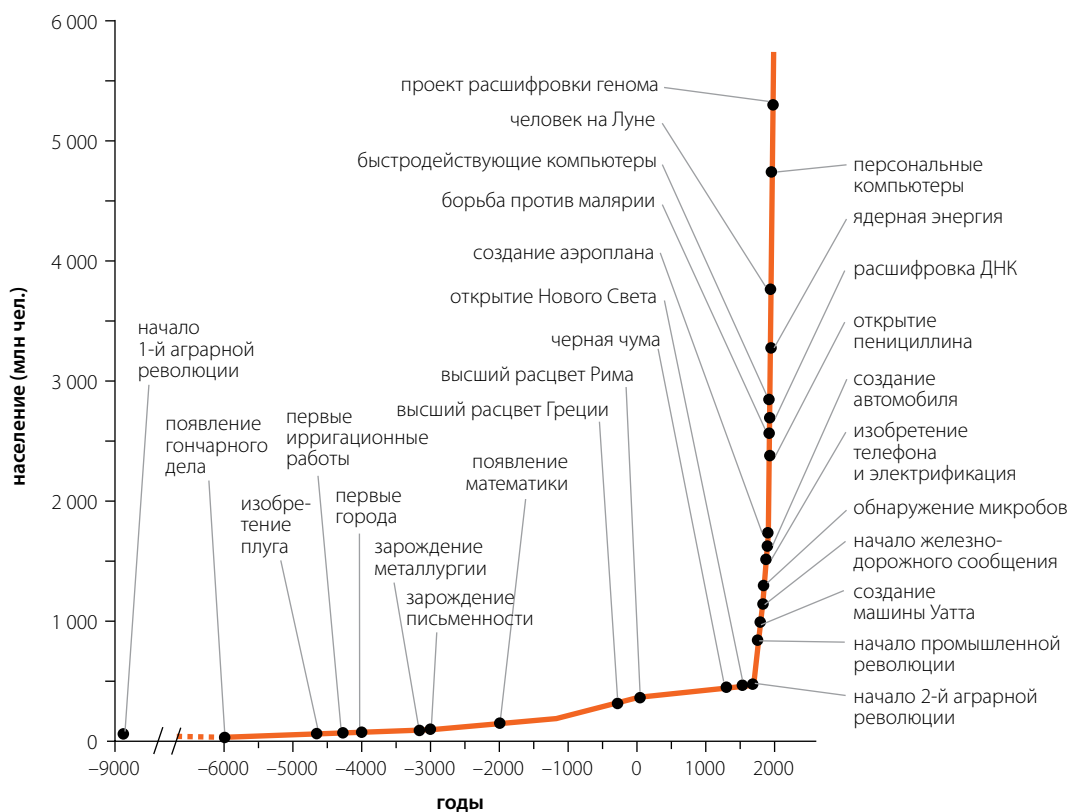 6 000
5 000
4 000
3 000
2 000
1 000
0
население (млн чел.)
проект расшифровки генома
человек на Луне
быстродействующие компьютеры
борьба против малярии
создание аэроплана
открытие Нового Света
черная чума
высший расцвет Рима
высший расцвет Греции
начало
1-й аграрной
революции
появление
гончарного
дела
изобре-
тение
плуга
первые
ирригационные
работы
первые
города
зарождение
металлургии
зарождение
письменности
появление
математики
персональные
компьютеры
ядерная энергия
расшифровка ДНК
открытие
пенициллина
создание
автомобиля
изобретение
телефона
и электрификация
обнаружение микробов
начало железно-
дорожного сообщения
создание
машины Уатта
начало промышленной
революции
начало 2-й аграрной
революции
–9000
–6000
–5000
–4000
–3000
–2000
–1000
0
1000
2000
годы